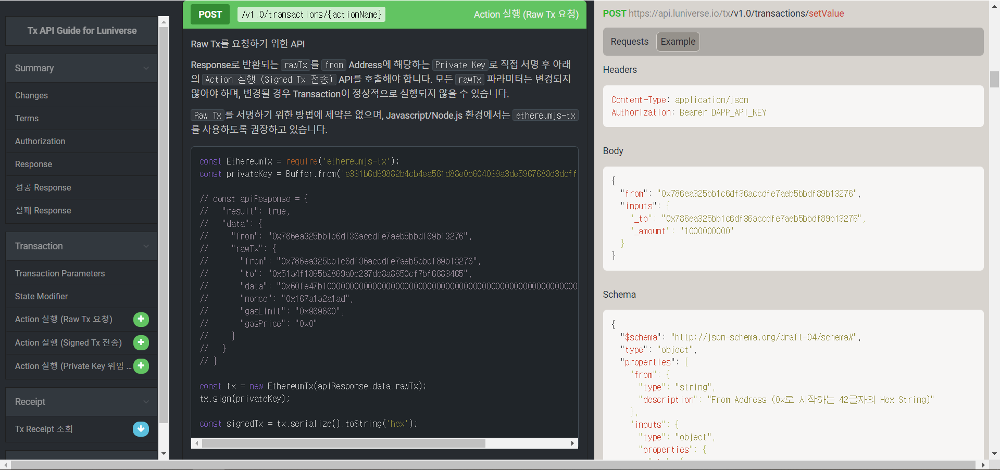 Tx API Guide for Luniverse
Summary
Changes
Terms
Authorization
Response
성공 Response
실패 Response
Transaction
Transaction Parameters
State Modifier
Action 실행 (Raw Tx 요청)
Action 실행 (Signed Tx 전송)
Action 실행 (Private Key 위임 ...
Receipt
Tx Receipt 조회
POST /v1.0/transactions/{actionName} Action 실행 (Raw Tx 요청)
Raw Tx를 요청하기 위한 API
Response로 반환되는 rawTx 를 from Address에 해당하는 Private Key 로 직접 서명 후 아래
의 Action 실행 (Signed Tx 전송) API를 호출해야 합니다. 모든 rawTx 파라미터는 변경되지
않아야 하며, 변경될 경우 Transaction이 정상적으로 실행되지 않을 수 있습니다.
Raw Tx 를 서명하기 위한 방법에 제약은 없으며, Javascript/Node.js 환경에서는 ethereumjs-tx
를 사용하도록 권장하고 있습니다.
const EthereumTx = require('ethereumjs-tx');
const privateKey = Buffer.from('e331b6d69882b4cb4ea581d88e0b604039a3de5967688d3dcff
// const apiResponse = {
//   "result": true,
//   "data": {
//     "from": "0x786ea325bb1c6df36accdfe7aeb5bbdf89b13276",
//     "rawTx": {
//       "from": "0x786ea325bb1c6df36accdfe7aeb5bbdf89b13276",
//       "to": "0x51a4f1865b2869a0c237de8a8650cf7bf6883465",
//       "data": "0x60fe47b100000000000000000000000000000000000000000000000000000000
//       "nonce": "0x167a1a2a1ad",
//       "gasLimit": "0x989680",
//       "gasPrice": "0x0"
//     }
//   }
// }
const tx = new EthereumTx(apiResponse.data.rawTx);
tx.sign(privateKey);
const signedTx = tx.serialize().toString('hex');
POST https://api.luniverse.io/tx/v1.0/transactions/setValue
Requests Example
Headers
Content-Type: application/json
Authorization: Bearer DAPP_API_KEY
Body
{
  "from": "0x786ea325bb1c6df36accdfe7aeb5bbdf89b13276",
  "inputs": {
    "_to": "0x786ea325bb1c6df36accdfe7aeb5bbdf89b13276",
    "_amount": "1000000000"
  }
}
Schema
{
  "$schema": "http://json-schema.org/draft-04/schema#",
  "type": "object",
  "properties": {
    "from": {
      "type": "string",
      "description": "From Address (0x로 시작하는 42글자의 Hex String)"
    },
    "inputs": {
      "type": "object",
      "properties": {